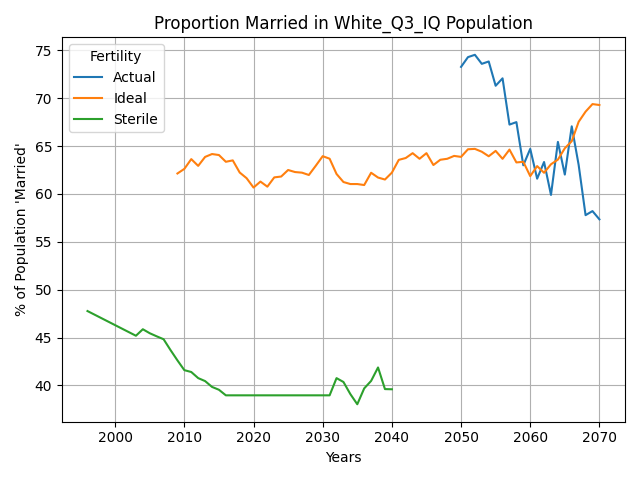 Proportion Married in White_Q3_IQ Population
% of Population 'Married'
75
70
65
60
55
50
45
40
Fertility
Actual
Ideal
Sterile
2000 2010 2020 2030 2040 2050 2060 2070
Years